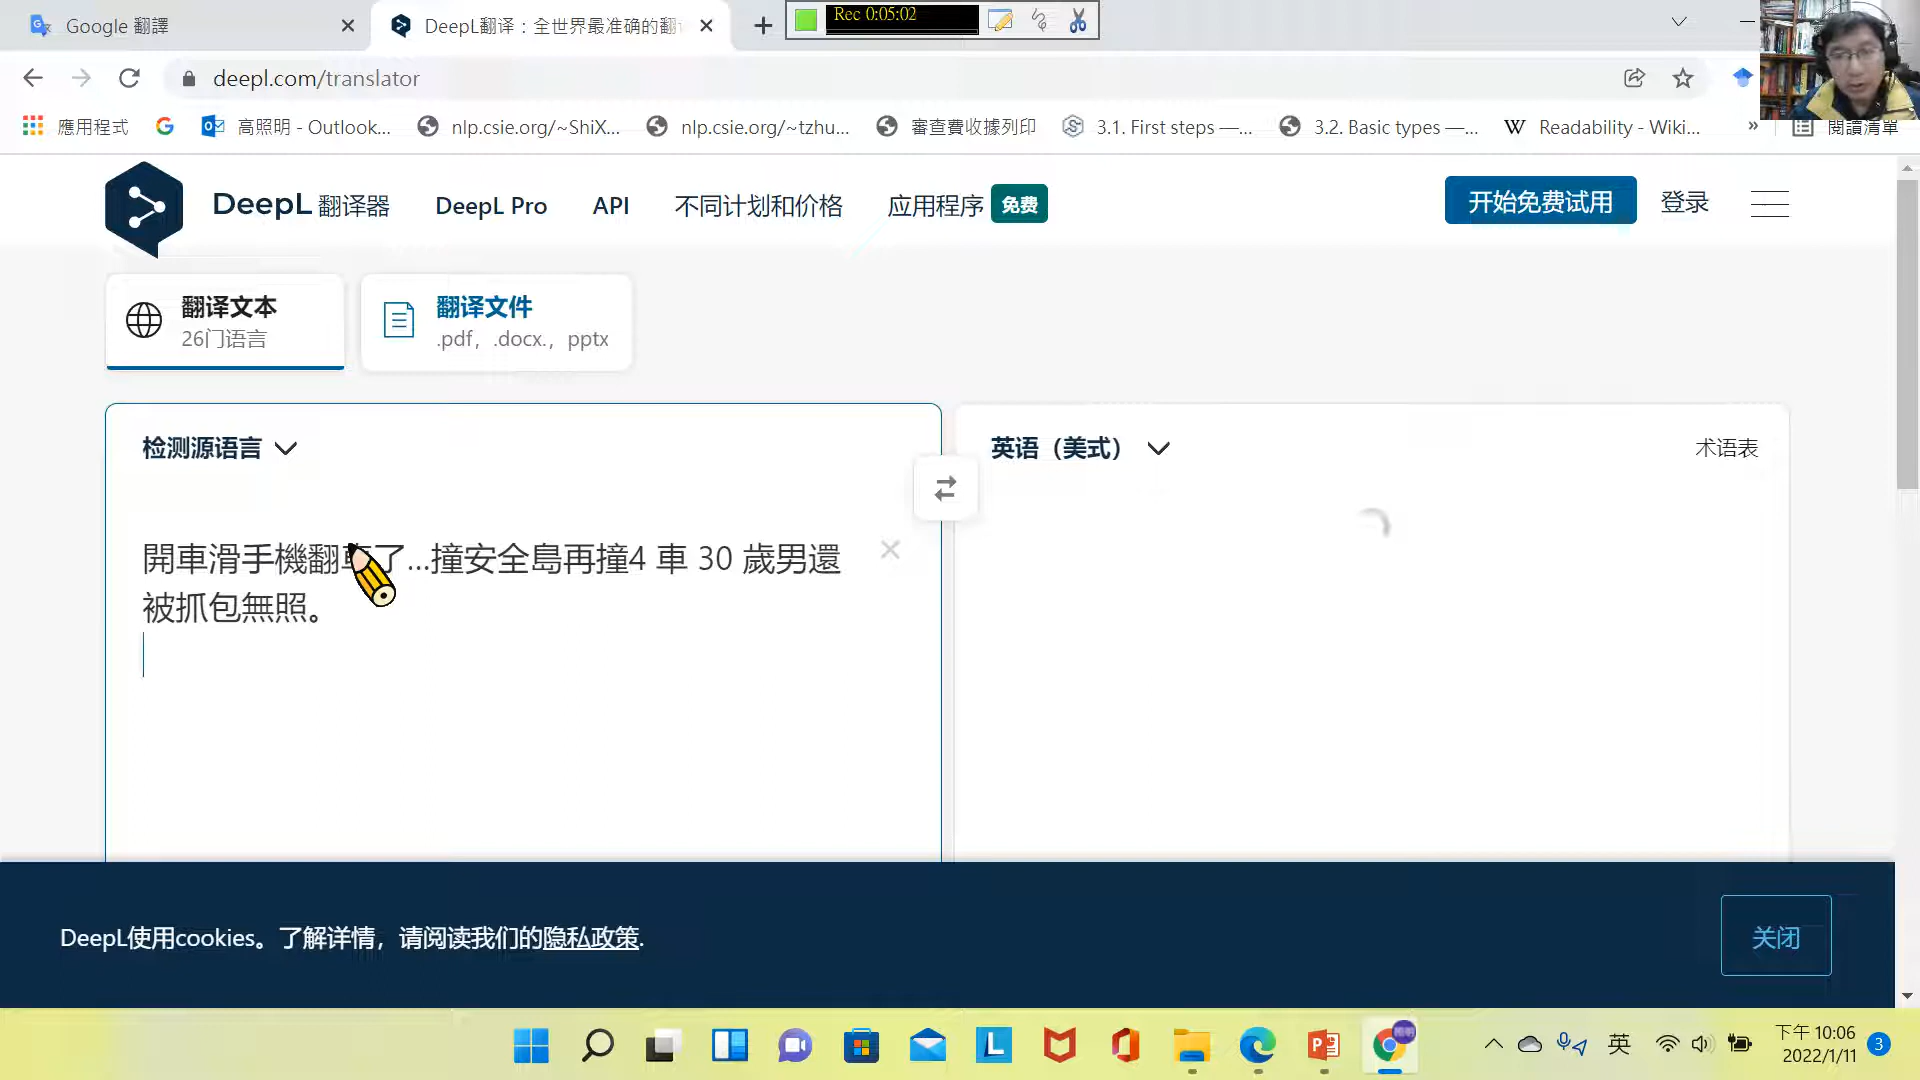 Google 翻譯
DeepL翻译：全世界最准确的翻
Rec 0:05:02
deepl.com/translator
應用程式
高照明 - Outlook...
nlp.csie.org/~ShiX...
nlp.csie.org/~tzhu...
審查費收據列印
3.1. First steps —...
3.2. Basic types —...
W Readability - Wiki...
»
閱讀清單
DeepL 翻译器
DeepL Pro
API
不同计划和价格
应用程序 免费
开始免费试用
登录
翻译文本
26门语言
翻译文件
.pdf，.docx.，pptx
检测源语言
英语（美式）
术语表
開車滑手機翻車了...撞安全島再撞4 車 30 歲男還
被抓包無照。
DeepL使用cookies。了解详情，请阅读我们的隐私政策.
关闭
英
下午 10:06
2022/1/11
3